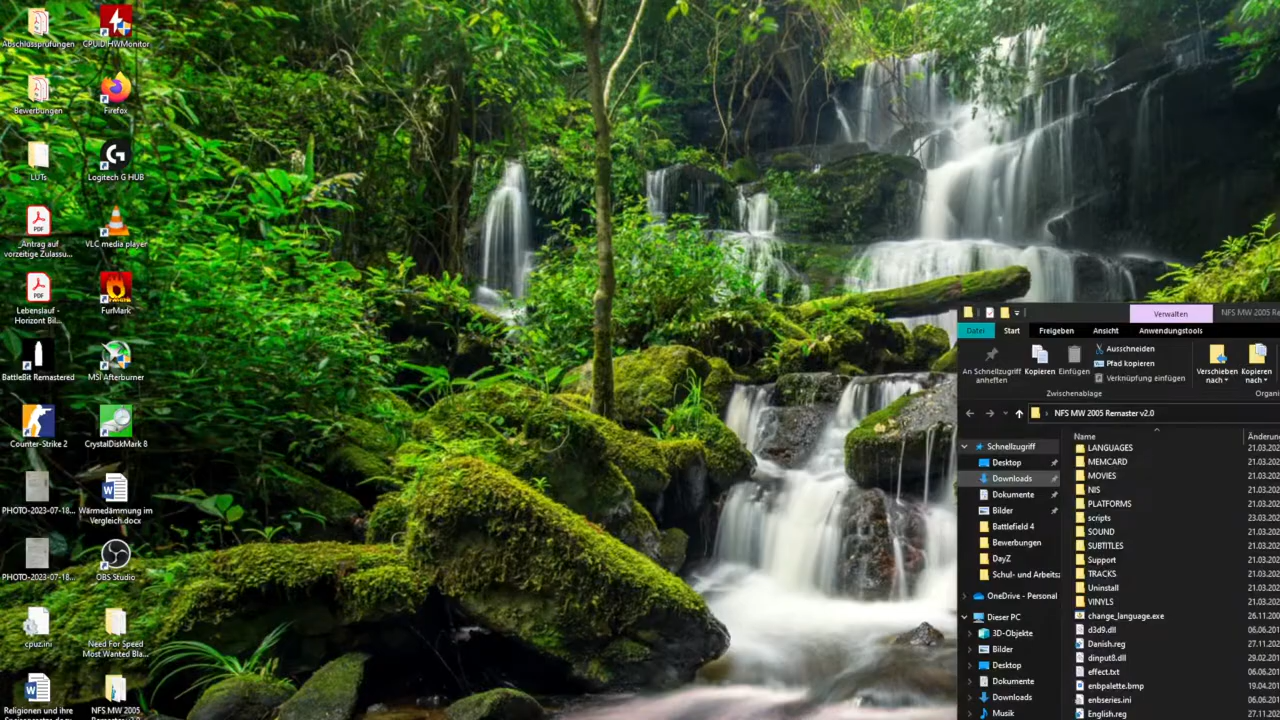 Abschlussprüfungen
CPUID HWMonitor
Bewerbungen
Firefox
LUTs
Logitech G HUB
_Antrag auf
vorzeitige Zulassu...
VLC media player
Lebenslauf -
Horizont Bil...
FurMark
BattleBit Remastered
MSI Afterburner
Counter-Strike 2
CrystalDiskMark 8
PHOTO-2023-07-18...
Wärmedämmung im
Vergleich.docx
PHOTO-2023-07-18...
OBS Studio
cpuz.ini
Need For Speed
Most Wanted Bla...
Religionen und ihre
NFS MW 2005
Verwalten
NFS MW 2005 Re
Datei
Start
Freigeben
Ansicht
Anwendungstools
An Schnellzugriff
anheften
Kopieren
Einfügen
Ausschneiden
Pfad kopieren
Verknüpfung einfügen
Verschieben
nach
Kopieren
nach
Zwischenablage
Organi
NFS MW 2005 Remaster v2.0
Schnellzugriff
Desktop
Downloads
Dokumente
Bilder
Battlefield 4
Bewerbungen
DayZ
Schul- und Arbeits
OneDrive - Personal
Dieser PC
3D-Objekte
Bilder
Desktop
Dokumente
Downloads
Musik
Name
Änderun
LANGUAGES 21.03.202
MEMCARD 21.03.202
MOVIES 21.03.202
NIS 21.03.202
PLATFORMS 21.03.202
scripts 23.03.202
SOUND 21.03.202
SUBTITLES 21.03.202
Support 21.03.202
TRACKS 21.03.202
Uninstall 21.03.202
VINYLS 21.03.202
change_language.exe 26.11.200
d3d9.dll 06.06.201
Danish.reg 27.11.202
dinput8.dll 29.02.201
effect.txt 06.06.201
enbpalette.bmp 19.04.201
enbseries.ini 06.06.201
English.reg 27.11.202